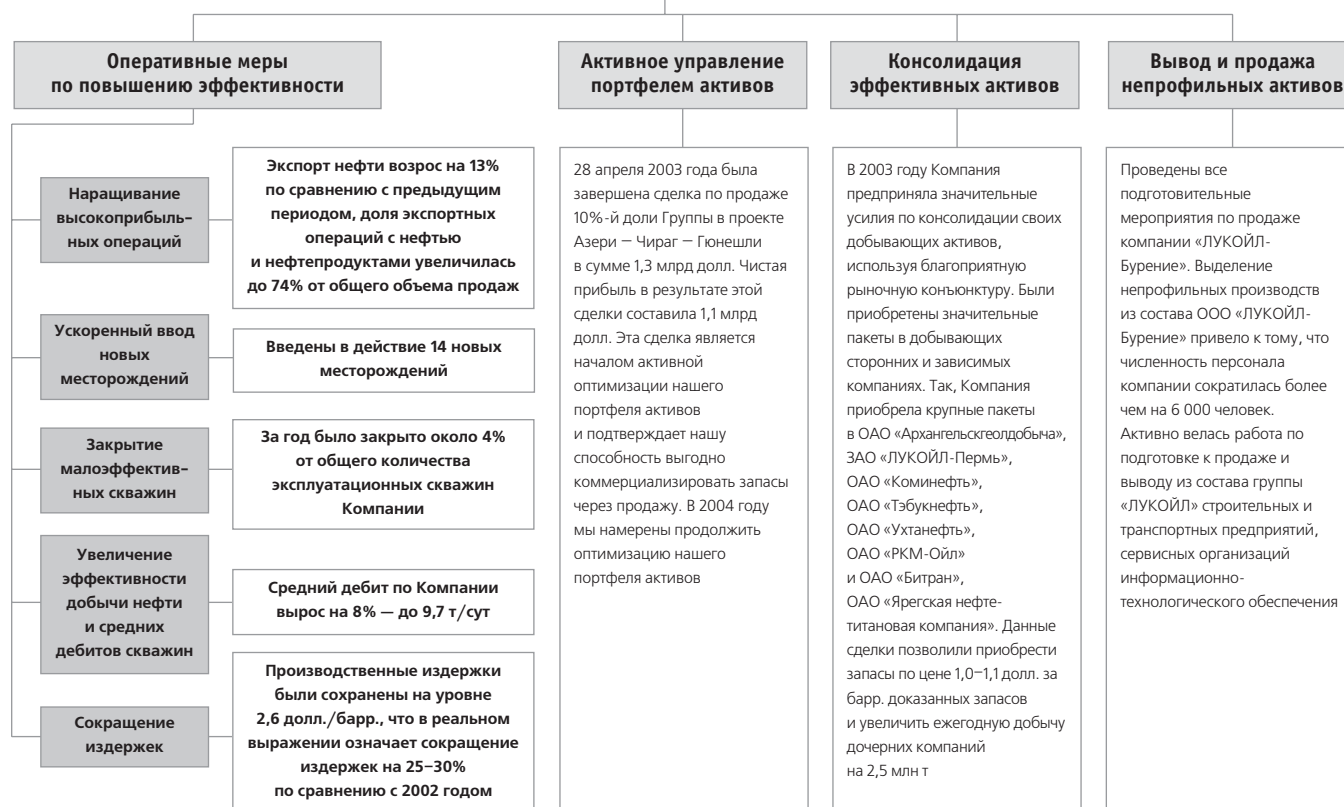 Оперативные меры
по повышению эффективности
Наращивание
высокоприбыль-
ных операций
Экспорт нефти возрос на 13%
по сравнению с предыдущим
периодом, доля экспортных
операций с нефтью
и нефтепродуктами увеличилась
до 74% от общего объема продаж
Ускоренный ввод
новых
месторождений
Введены в действие 14 новых
месторождений
Закрытие
малоэффектив-
ных скважин
За год было закрыто около 4%
от общего количества
эксплуатационных скважин
Компании
Увеличение
эффективности
добычи нефти
и средних
дебитов скважин
Средний дебит по Компании
вырос на 8% — до 9,7 т/сут
Сокращение
издержек
Производственные издержки
были сохранены на уровне
2,6 долл./барр., что в реальном
выражении означает сокращение
издержек на 25–30%
по сравнению с 2002 годом
Активное управление
портфелем активов
28 апреля 2003 года была
завершена сделка по продаже
10%-й доли Группы в проекте
Азери — Чираг — Гюнешли
в сумме 1,3 млрд долл. Чистая
прибыль в результате этой
сделки составила 1,1 млрд
долл. Эта сделка является
началом активной
оптимизации нашего
портфеля активов
и подтверждает нашу
способность выгодно
коммерциализировать запасы
через продажу. В 2004 году
мы намерены продолжить
оптимизацию нашего
портфеля активов
Консолидация
эффективных активов
В 2003 году Компания
предприняла значительные
усилия по консолидации своих
добывающих активов,
используя благоприятную
рыночную конъюнктуру. Были
приобретены значительные
пакеты в добывающих
сторонних и зависимых
компаниях. Так, Компания
приобрела крупные пакеты
в ОАО «Архангельскгеолдобыча»,
ЗАО «ЛУКОЙЛ-Пермь»,
ОАО «Коминефть»,
ОАО «Тэбукнефть»,
ОАО «Ухтанефть»,
ОАО «РКМ-Ойл»
и ОАО «Битран»,
ОАО «Ярегская нефте-
титановая компания». Данные
сделки позволили приобрести
запасы по цене 1,0–1,1 долл. за
барр. доказанных запасов
и увеличить ежегодную добычу
дочерних компаний
на 2,5 млн т
Вывод и продажа
непрофильных активов
Проведены все
подготовительные
мероприятия по продаже
компании «ЛУКОЙЛ-
Бурение». Выделение
непрофильных производств
из состава ООО «ЛУКОЙЛ-
Бурение» привело к тому, что
численность персонала
компании сократилась более
чем на 6 000 человек.
Активно велась работа по
подготовке к продаже и
выводу из состава группы
«ЛУКОЙЛ» строительных и
транспортных предприятий,
сервисных организаций
информационно-
технологического обеспечения